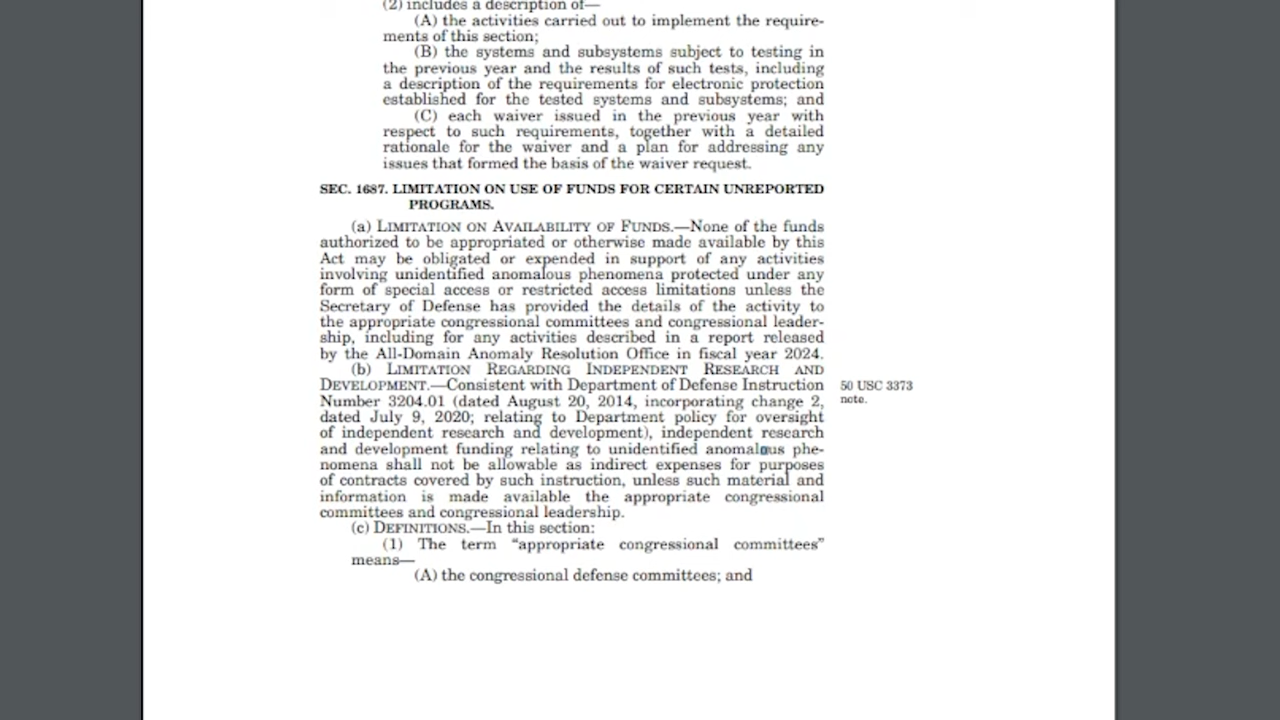 (2) includes a description of—
(A) the activities carried out to implement the require-
ments of this section;
(B) the systems and subsystems subject to testing in
the previous year and the results of such tests, including
a description of the requirements for electronic protection
established for the tested systems and subsystems; and
(C) each waiver issued in the previous year with
respect to such requirements, together with a detailed
rationale for the waiver and a plan for addressing any
issues that formed the basis of the waiver request.
SEC. 1687. LIMITATION ON USE OF FUNDS FOR CERTAIN UNREPORTED
PROGRAMS.
(a) LIMITATION ON AVAILABILITY OF FUNDS.—None of the funds
authorized to be appropriated or otherwise made available by this
Act may be obligated or expended in support of any activities
involving unidentified anomalous phenomena protected under any
form of special access or restricted access limitations unless the
Secretary of Defense has provided the details of the activity to
the appropriate congressional committees and congressional leader-
ship, including for any activities described in a report released
by the All-Domain Anomaly Resolution Office in fiscal year 2024.
(b) LIMITATION REGARDING INDEPENDENT RESEARCH AND
DEVELOPMENT.—Consistent with Department of Defense Instruction
Number 3204.01 (dated August 20, 2014, incorporating change 2,
dated July 9, 2020; relating to Department policy for oversight
of independent research and development), independent research
and development funding relating to unidentified anomalous phe-
nomena shall not be allowable as indirect expenses for purposes
of contracts covered by such instruction, unless such material and
information is made available the appropriate congressional
committees and congressional leadership.
(c) DEFINITIONS.—In this section:
(1) The term “appropriate congressional committees”
means—
(A) the congressional defense committees; and
50 USC 3373
note.